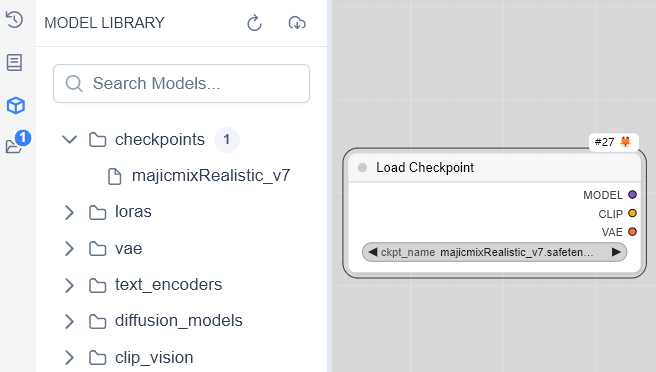 MODEL LIBRARY
Search Models...
checkpoints 1
majicmixRealistic_v7
loras
vae
text_encoders
diffusion_models
clip_vision
1
#27
Load Checkpoint
MODEL
CLIP
VAE
ckpt_name majicmixRealistic_v7.safeten...